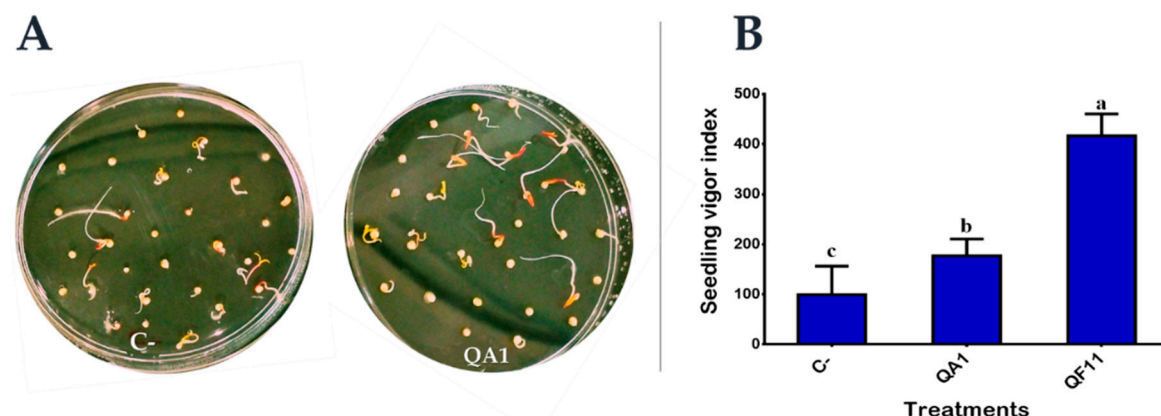 A
C-
QA1
B
500
400
300
200
100
0
Seedling vigor index
c
b
a
C-
QA1
QF11
Treatments